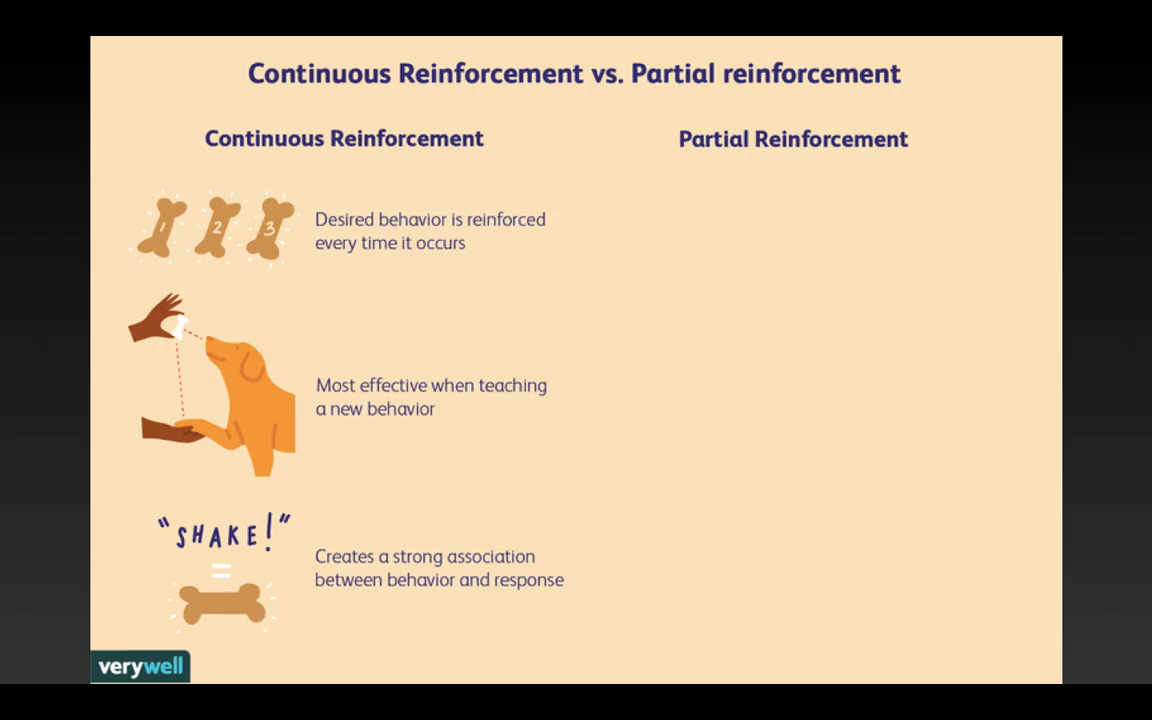 Continuous Reinforcement vs. Partial reinforcement
Continuous Reinforcement
Partial Reinforcement
1 2 3
Desired behavior is reinforced
every time it occurs
Most effective when teaching
a new behavior
"SHAKE!"
=
Creates a strong association
between behavior and response
verywell